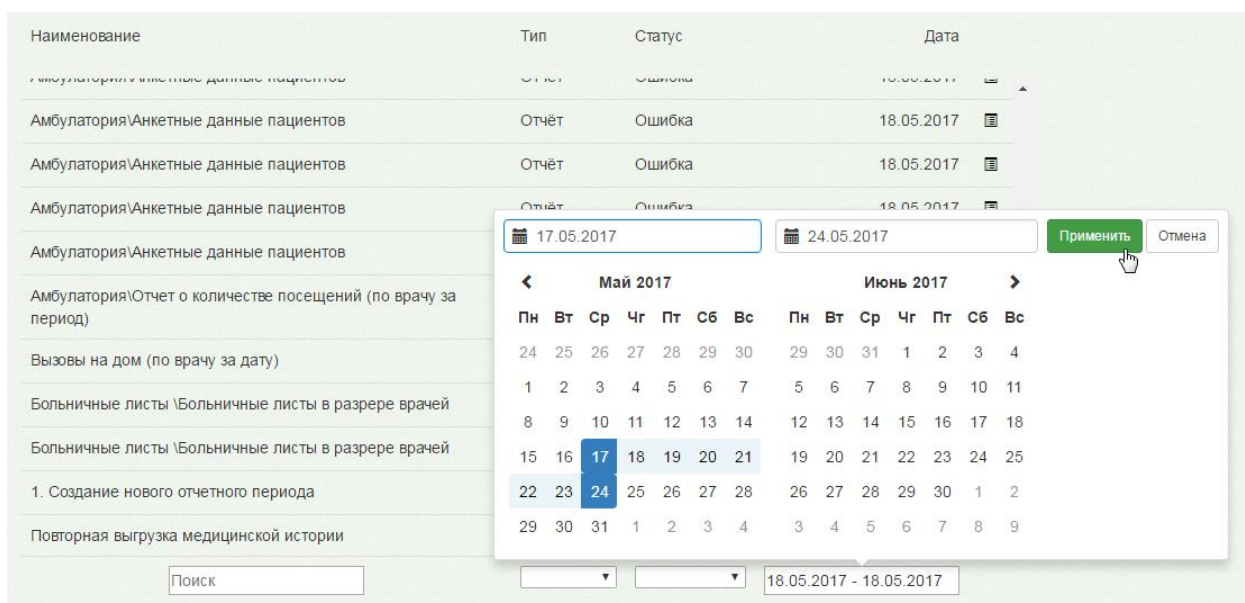 Наименование Тип Статус Дата
Амбулатория\Анкетные данные пациентов Отчёт Ошибка 18.05.2017
Амбулатория\Анкетные данные пациентов Отчёт Ошибка 18.05.2017
Амбулатория\Анкетные данные пациентов Отчёт Ошибка 18.05.2017
Амбулатория\Анкетные данные пациентов
Амбулатория\Отчет о количестве посещений (по врачу за
период)
Вызовы на дом (по врачу за дату)
Больничные листы \Больничные листы в разрере врачей
Больничные листы \Больничные листы в разрере врачей
1. Создание нового отчетного периода
Повторная выгрузка медицинской истории
Поиск 18.05.2017 - 18.05.2017
17.05.2017 24.05.2017 Применить Отмена
Май 2017 Июнь 2017
Пн Вт Ср Чг Пт Сб Вс Пн Вт Ср Чг Пт Сб Вс
24 25 26 27 28 29 30 29 30 31 1 2 3 4
1 2 3 4 5 6 7 5 6 7 8 9 10 11
8 9 10 11 12 13 14 12 13 14 15 16 17 18
15 16 17 18 19 20 21 19 20 21 22 23 24 25
22 23 24 25 26 27 28 26 27 28 29 30 1 2
29 30 31 1 2 3 4 3 4 5 6 7 8 9